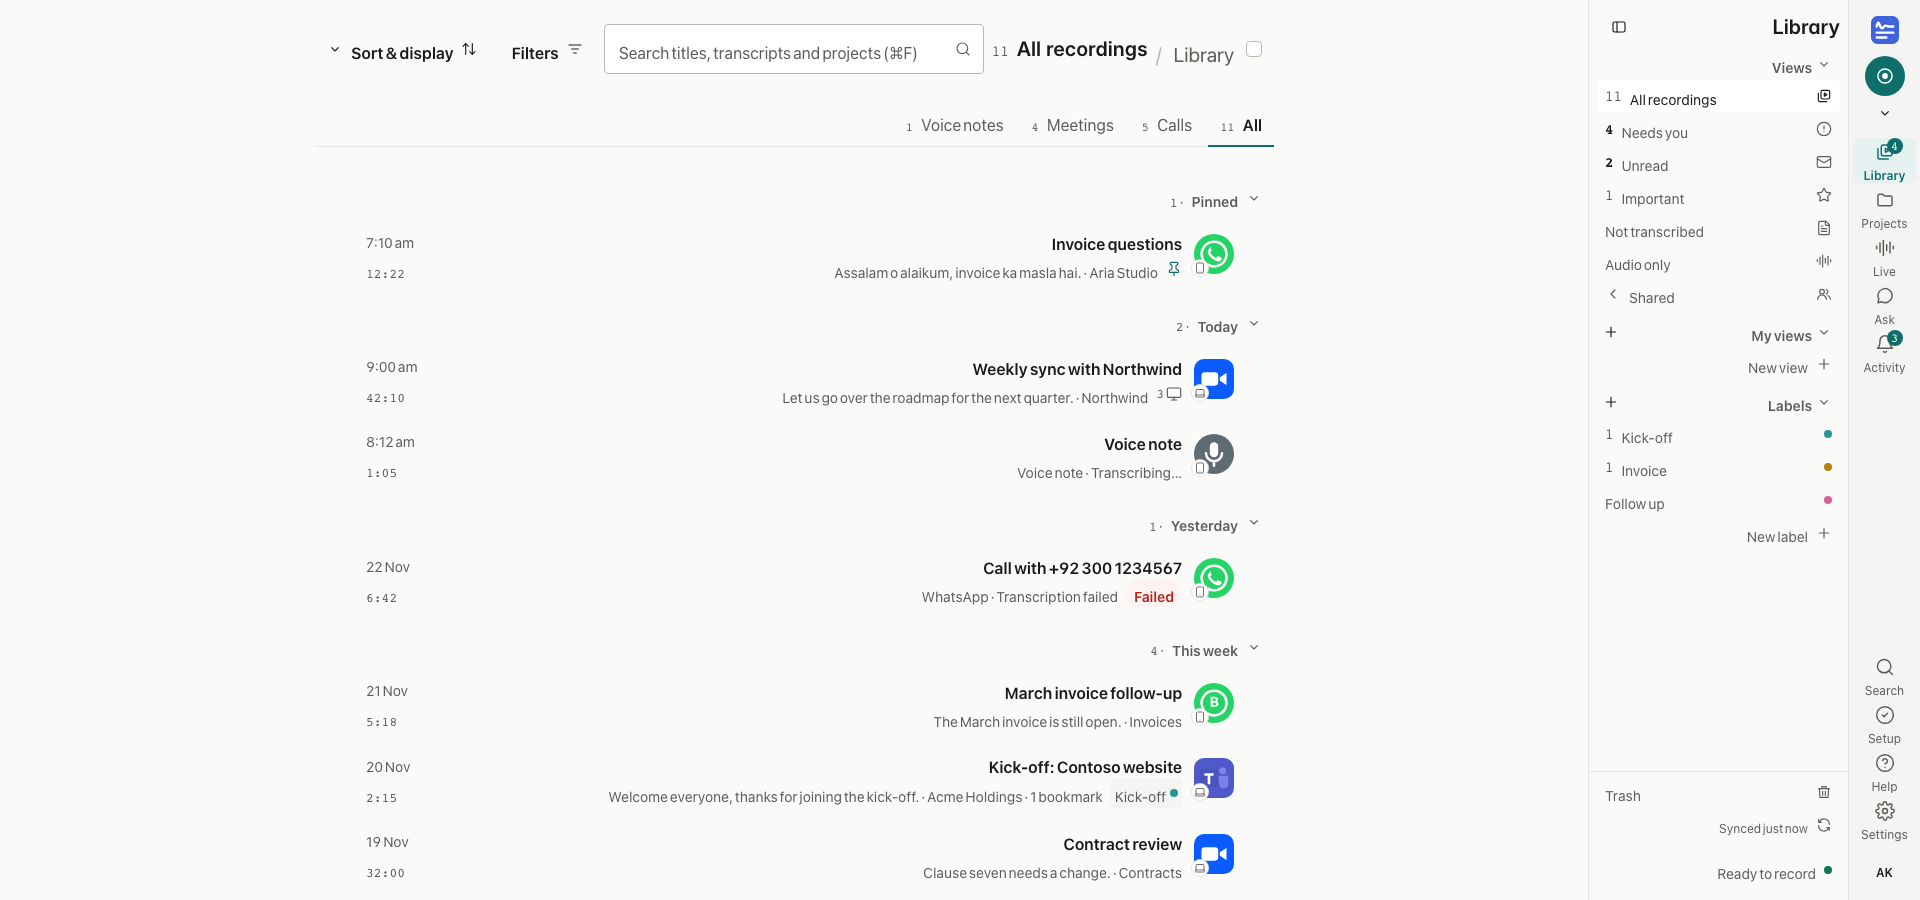 Library
Views
All recordings 11
Needs you 4
Unread 2
Important 1
Not transcribed
Audio only
Shared
My views
New view
Labels
Kick-off 1
Invoice 1
Follow up
New label
Trash
Synced just now
Ready to record
4
Library
Projects
Live
Ask
3
Activity
Search
Setup
Help
Settings
AK
Library / All recordings 11
Search titles, transcripts and projects (⌘F)
Filters
Sort & display
All 11
Calls 5
Meetings 4
Voice notes 1
Pinned · 1
Invoice questions
7:10 am
Assalam o alaikum, invoice ka masla hai. · Aria Studio
12:22
Today · 2
Weekly sync with Northwind
9:00 am
3
Let us go over the roadmap for the next quarter. · Northwind
42:10
Voice note
8:12 am
Voice note · Transcribing...
1:05
Yesterday · 1
Call with +92 300 1234567
22 Nov
Failed
WhatsApp · Transcription failed
6:42
This week · 4
B
March invoice follow-up
21 Nov
The March invoice is still open. · Invoices
5:18
T
Kick-off: Contoso website
20 Nov
Kick-off
Welcome everyone, thanks for joining the kick-off. · Acme Holdings · 1 bookmark
2:15
Contract review
19 Nov
Clause seven needs a change. · Contracts
32:00